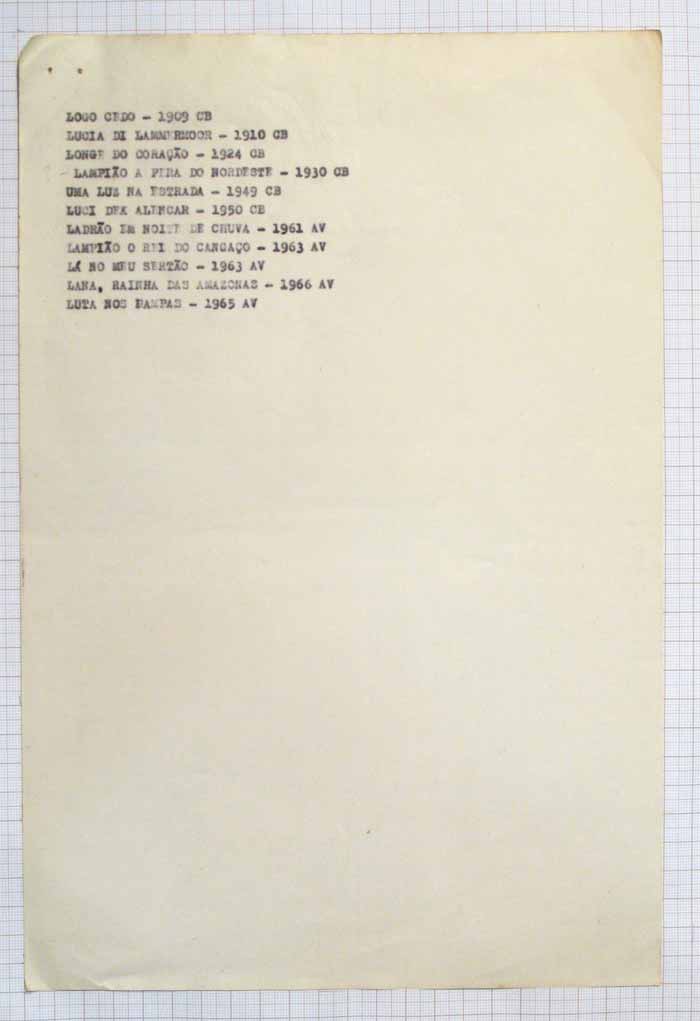 LOGO CEDO - 1909 CB
LUCIA DI LAMMERMOOR - 1910 CB
LONGE DO CORAÇÃO - 1924 CB
- LAMPIÃO A FERA DO NORDESTE - 1930 CB
UMA LUZ NA ESTRADA - 1949 CB
LUCI DEX ALENCAR - 1950 CB
LADRÃO EM NOITE DE CHUVA - 1961 AV
LAMPIÃO O REI DO CANGAÇO - 1963 AV
LÁ NO MEU SERTÃO - 1963 AV
LANA, RAINHA DAS AMAZONAS - 1966 AV
LUTA NOS PAMPAS - 1965 AV